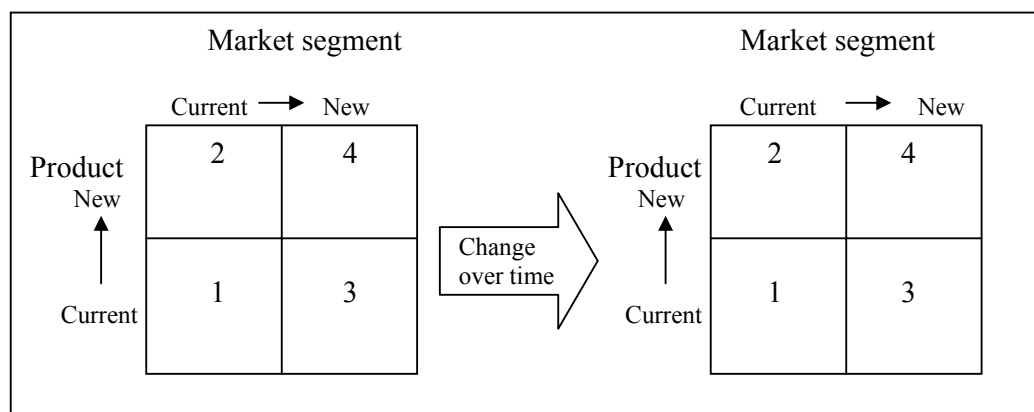 Market segment
Current New
2 4
Product
New
1 3
Current
Change
over time
Market segment
Current New
2 4
Product
New
1 3
Current